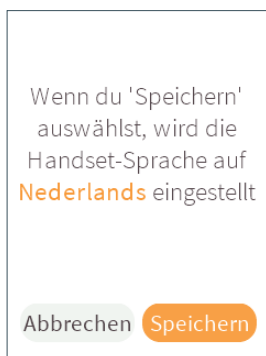 Wenn du 'Speichern'
auswählst, wird die
Handset-Sprache auf
Nederlands eingestellt
Abbrechen Speichern